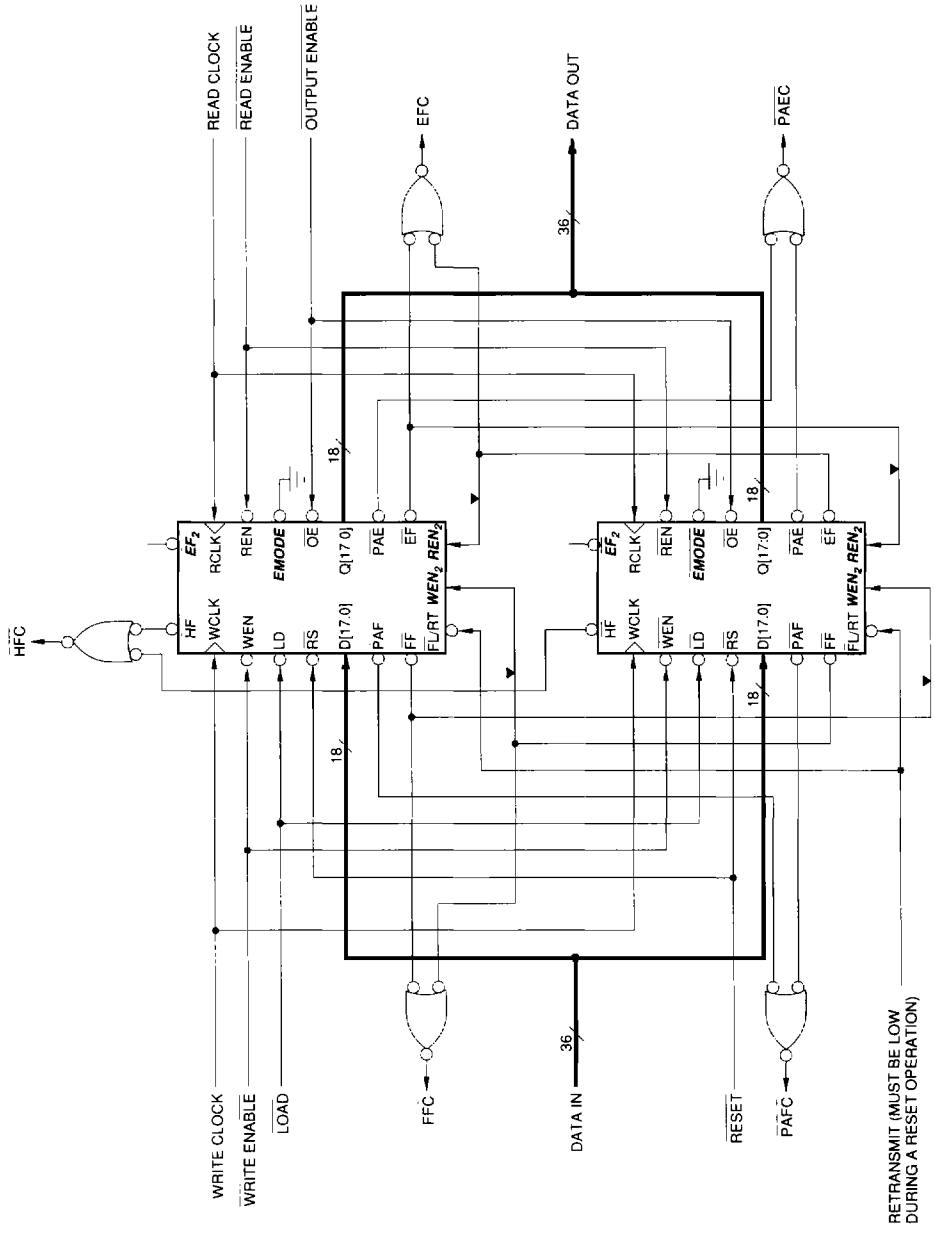 HFC
READ CLOCK
READ ENABLE
OUTPUT ENABLE
EFC
DATA OUT
36
PAEC
HF
EF2
WCLK
RCLK
WEN
REN
LD
EMODE
RS
OE
D[17.0]
Q[17.0]
PAF
PAE
FF
EF
FL/RT WEN2 REN2
18
18
HF
EF2
WCLK
RCLK
WEN
REN
LD
EMODE
RS
OE
D[17.0]
Q[17:0]
PAF
PAE
FF
EF
FL/RT WEN2 REN2
18
18
WRITE CLOCK
WRITE ENABLE
LOAD
FFC
DATA IN
36
RESET
PAFC
RETRANSMIT (MUST BE LOW
DURING A RESET OPERATION)